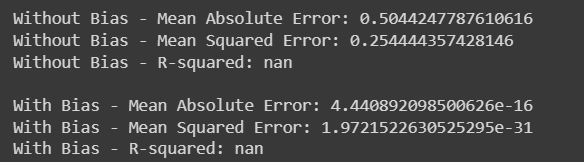 Without Bias - Mean Absolute Error: 0.5044247787610616
Without Bias - Mean Squared Error: 0.254444357428146
Without Bias - R-squared: nan
With Bias - Mean Absolute Error: 4.440892098500626e-16
With Bias - Mean Squared Error: 1.9721522630525295e-31
With Bias - R-squared: nan